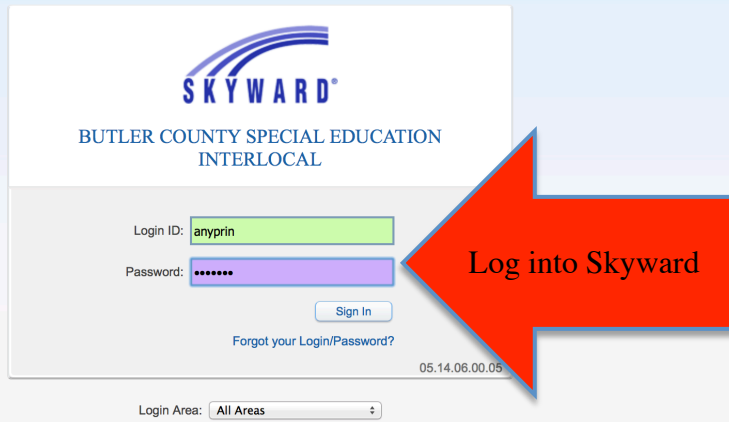 SKYWARD®
BUTLER COUNTY SPECIAL EDUCATION
INTERLOCAL
Login ID: anyprin
Password: •••••••
Sign In
Forgot your Login/Password?
05.14.06.00.05
Login Area: All Areas
Log into Skyward